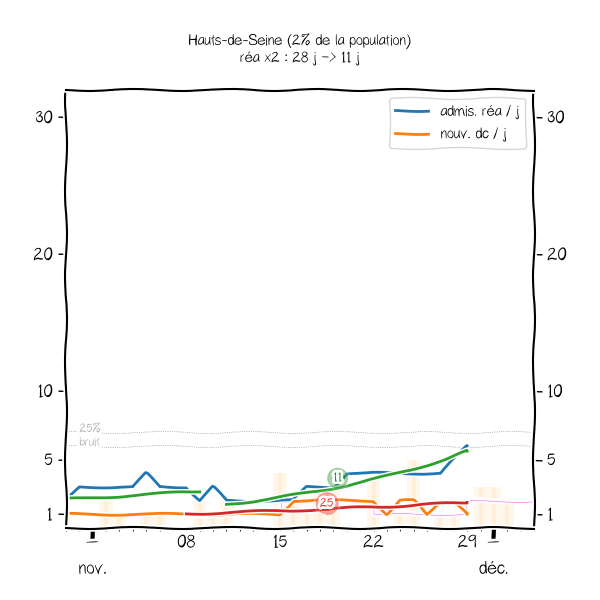 Hauts-de-Seine (2% de la population)
réa x2 : 28 j -> 11 j
admis. réa / j
nouv. dc / j
30
30
20
20
10
10
25%
bruit
5
5
11
25
1
1
08
15
22
29
nov.
déc.